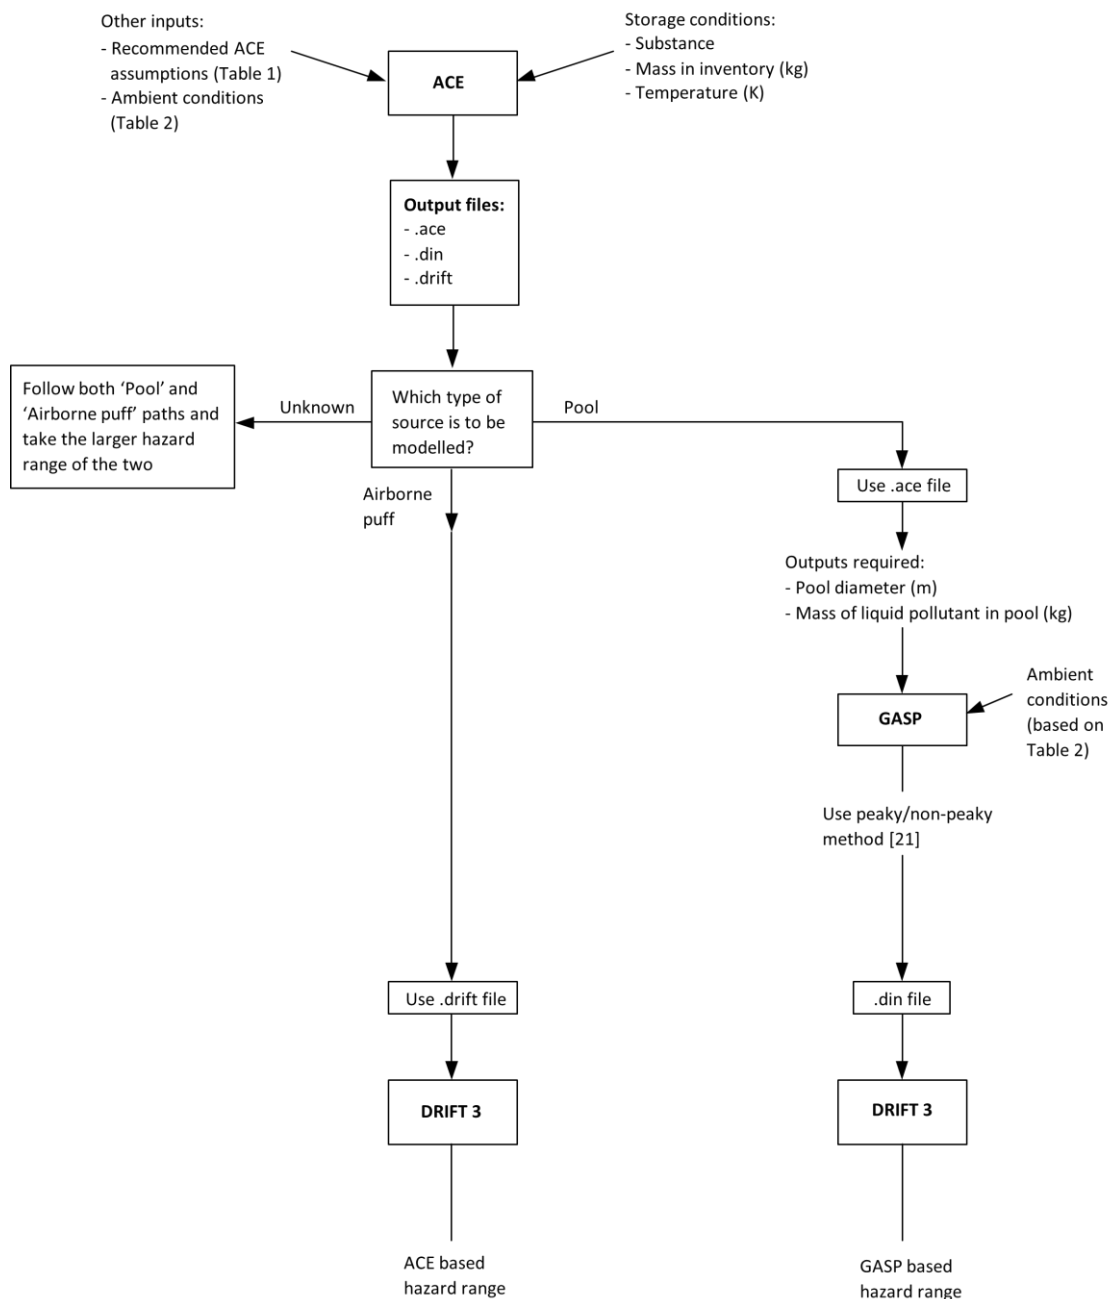 Other inputs:
- Recommended ACE
assumptions (Table 1)
- Ambient conditions
(Table 2)
Storage conditions:
- Substance
- Mass in inventory (kg)
- Temperature (K)
ACE
Output files:
- .ace
- .din
- .drift
Follow both ‘Pool’ and
‘Airborne puff’ paths and
take the larger hazard
range of the two
Unknown
Which type of
source is to be
modelled?
Pool
Airborne
puff
Use .ace file
Outputs required:
- Pool diameter (m)
- Mass of liquid pollutant in pool (kg)
GASP
Ambient
conditions
(based on
Table 2)
Use peaky/non-peaky
method [21]
Use .drift file
.din file
DRIFT 3
DRIFT 3
ACE based
hazard range
GASP based
hazard range